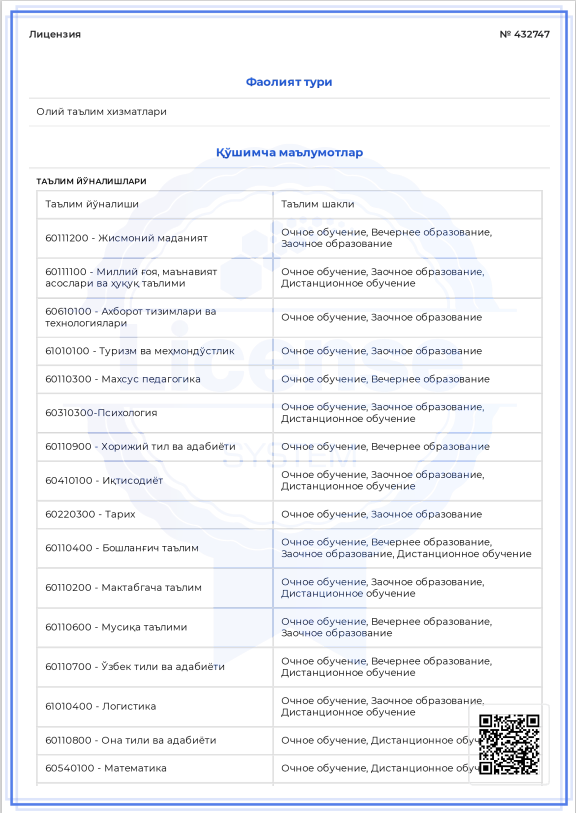 Лицензия № 432747
Фаолият тури
Олий таълим хизматлари
Қўшимча маълумотлар
ТАЪЛИМ ЙЎНАЛИШЛАРИ
Таълим йўналиши Таълим шакли
60111200 - Жисмоний маданият Очное обучение, Вечернее образование,
Заочное образование
60111100 - Миллий ғоя, маънавият
асослари ва ҳуқуқ таълими
Очное обучение, Заочное образование,
Дистанционное обучение
60610100 - Ахборот тизимлари ва
технологиялари
Очное обучение, Заочное образование
61010100 - Туризм ва меҳмондўстлик Очное обучение, Заочное образование
60110300 - Махсус педагогика Очное обучение, Вечернее образование
60310300-Психология
Очное обучение, Заочное образование,
Дистанционное обучение
60110900 - Хорижий тил ва адабиёти Очное обучение, Вечернее образование
60410100 - Иқтисодиёт
Очное обучение, Заочное образование,
Дистанционное обучение
60220300 - Тарих Очное обучение, Заочное образование
60110400 - Бошланғич таълим
Очное обучение, Вечернее образование,
Заочное образование, Дистанционное обучение
60110200 - Мактабгача таълим
Очное обучение, Заочное образование,
Дистанционное обучение
60110600 - Мусиқа таълими
Очное обучение, Вечернее образование,
Заочное образование
60110700 - Ўзбек тили ва адабиёти
Очное обучение, Вечернее образование,
Дистанционное обучение
61010400 - Логистика
Очное обучение, Заочное образование,
Дистанционное обучение
60110800 - Она тили ва адабиёти Очное обучение, Дистанционное обуч
60540100 - Математика Очное обучение, Дистанционное обуч
License
SYSTEM